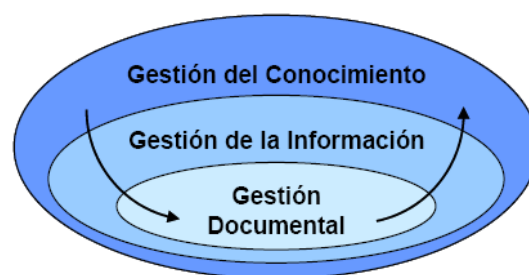 Gestión del Conocimiento
Gestión de la Información
Gestión
Documental